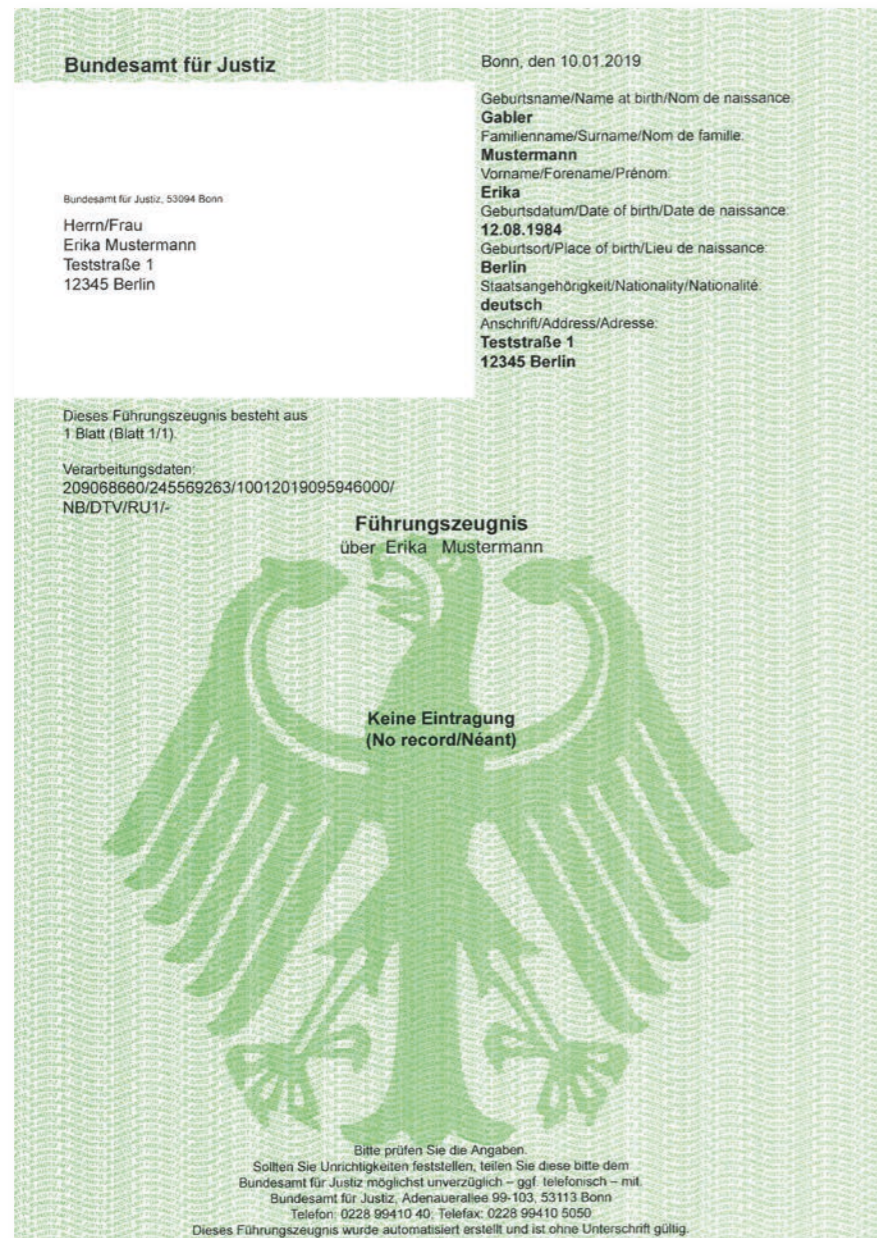 Bundesamt für Justiz
Bonn, den 10.01.2019
Geburtsname/Name at birth/Nom de naissance:
Gabler
Familienname/Surname/Nom de famille:
Mustermann
Vorname/Forename/Prénom:
Erika
Geburtsdatum/Date of birth/Date de naissance:
12.08.1984
Geburtsort/Place of birth/Lieu de naissance:
Berlin
Staatsangehörigkeit/Nationality/Nationalité:
deutsch
Anschrift/Address/Adresse:
Teststraße 1
12345 Berlin
Bundesamt für Justiz, 53094 Bonn
Herrn/Frau
Erika Mustermann
Teststraße 1
12345 Berlin
Dieses Führungszeugnis besteht aus
1 Blatt (Blatt 1/1).
Verarbeitungsdaten:
209068660/245569263/10012019095946000/
NB/DTV/RU1/-
Führungszeugnis
über Erika Mustermann
Keine Eintragung
(No record/Néant)
Bitte prüfen Sie die Angaben.
Sollten Sie Unrichtigkeiten feststellen, teilen Sie diese bitte dem
Bundesamt für Justiz möglichst unverzüglich – ggf. telefonisch – mit.
Bundesamt für Justiz, Adenauerallee 99-103, 53113 Bonn
Telefon: 0228 99410 40; Telefax: 0228 99410 5050
Dieses Führungszeugnis wurde automatisiert erstellt und ist ohne Unterschrift gültig.